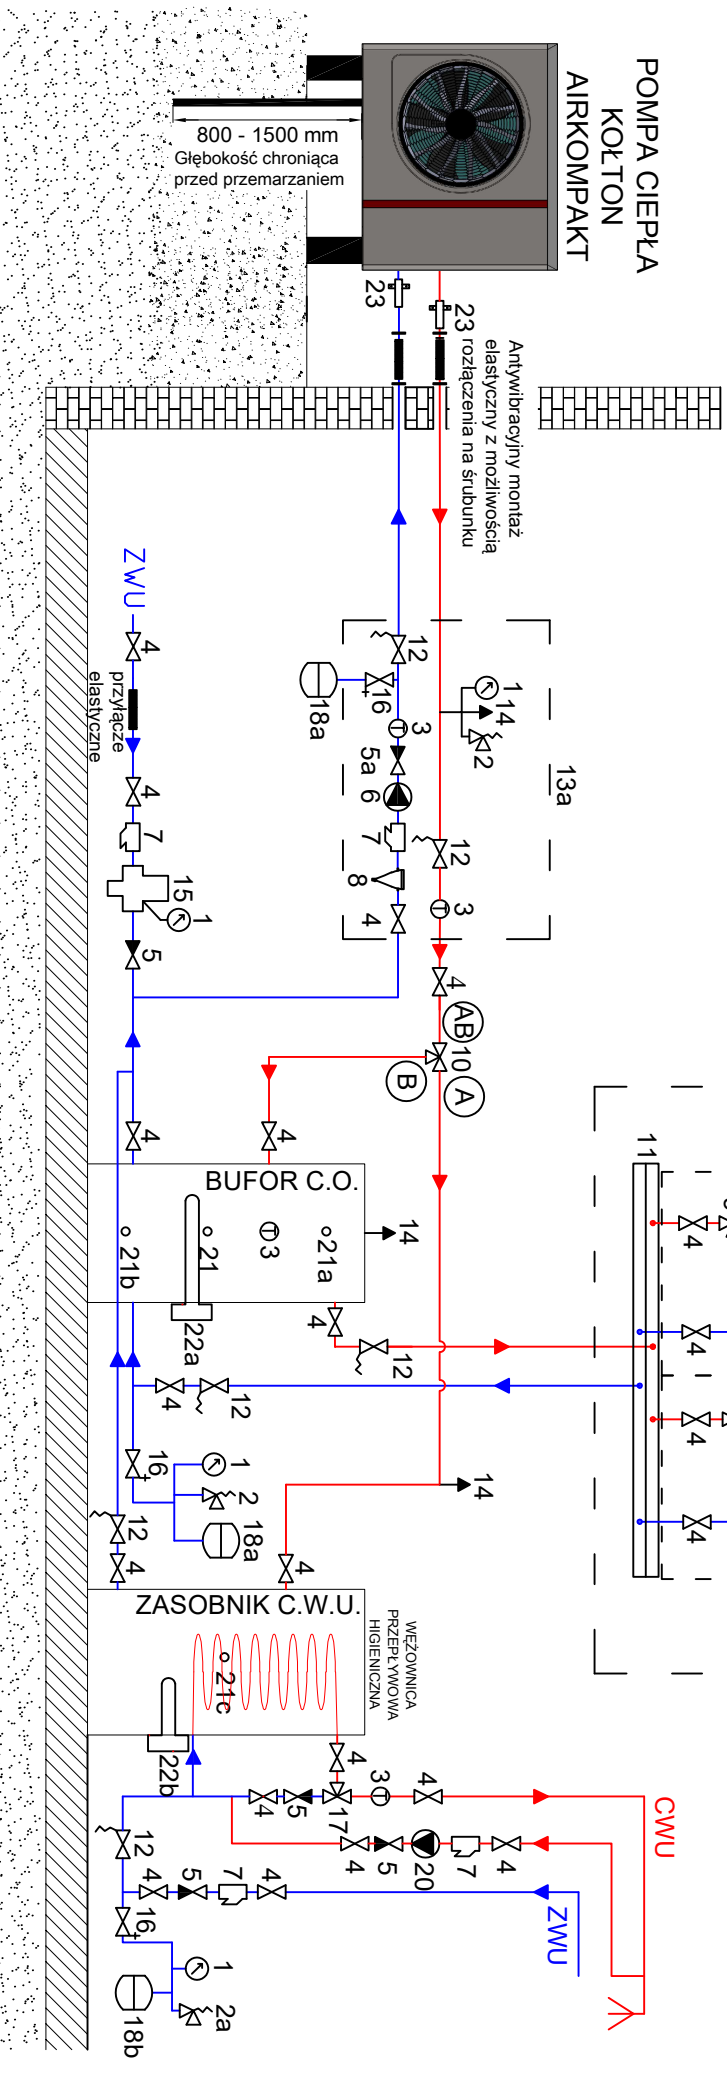 POMPA CIEPŁA
KOŁTON
AIRKOMPAKT
800 - 1500 mm
Głębokość chroniąca
przed przemarzaniem
23
23
Antywibracyjny montaż
elastyczny z możliwością
rozłączenia na śrubunku
13a
1
14
2
12
3
4
AB
10
A
B
12
16
18a
3
5a
6
7
8
4
ZWU
4
przyłącze
elastyczne
4
7
15
1
5
4
4
BUFOR C.O.
14
21a
3
21
21b
22a
4
12
12
4
11
4
4
4
4
14
16
1
2
18a
12
4
4
ZASOBNIK C.W.U.
WĘŻOWNICA
PRZEPŁYWOWA
HIGIENICZNA
21c
22b
4
17
3
4
5
4
CWU
4
5
20
7
4
ZWU
12
4
5
7
4
16
1
2a
18b